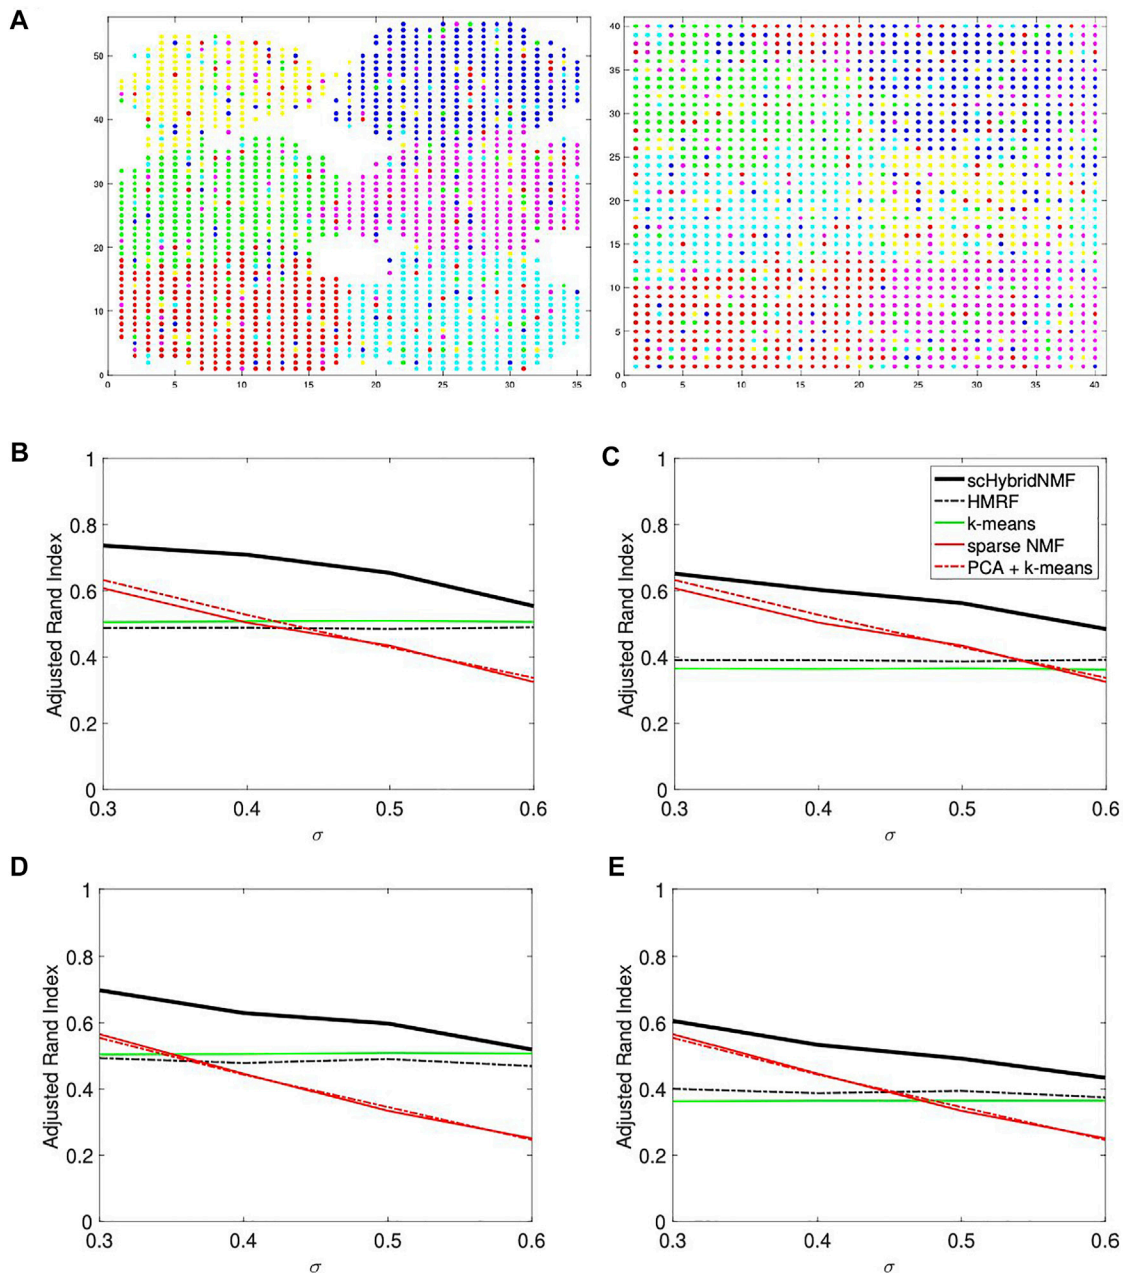 A
50
40
30
20
10
0
0 5 10 15 20 25 30 35
40
35
30
25
20
15
10
5
0
0 5 10 15 20 25 30 35 40
B
1
0.8
0.6
0.4
0.2
0
Adjusted Rand Index
0.3 0.4 0.5 0.6
σ
C
1
0.8
0.6
0.4
0.2
0
Adjusted Rand Index
scHybridNMF
HMRF
k-means
sparse NMF
PCA + k-means
0.3 0.4 0.5 0.6
σ
D
1
0.8
0.6
0.4
0.2
0
Adjusted Rand Index
0.3 0.4 0.5 0.6
σ
E
1
0.8
0.6
0.4
0.2
0
Adjusted Rand Index
0.3 0.4 0.5 0.6
σ